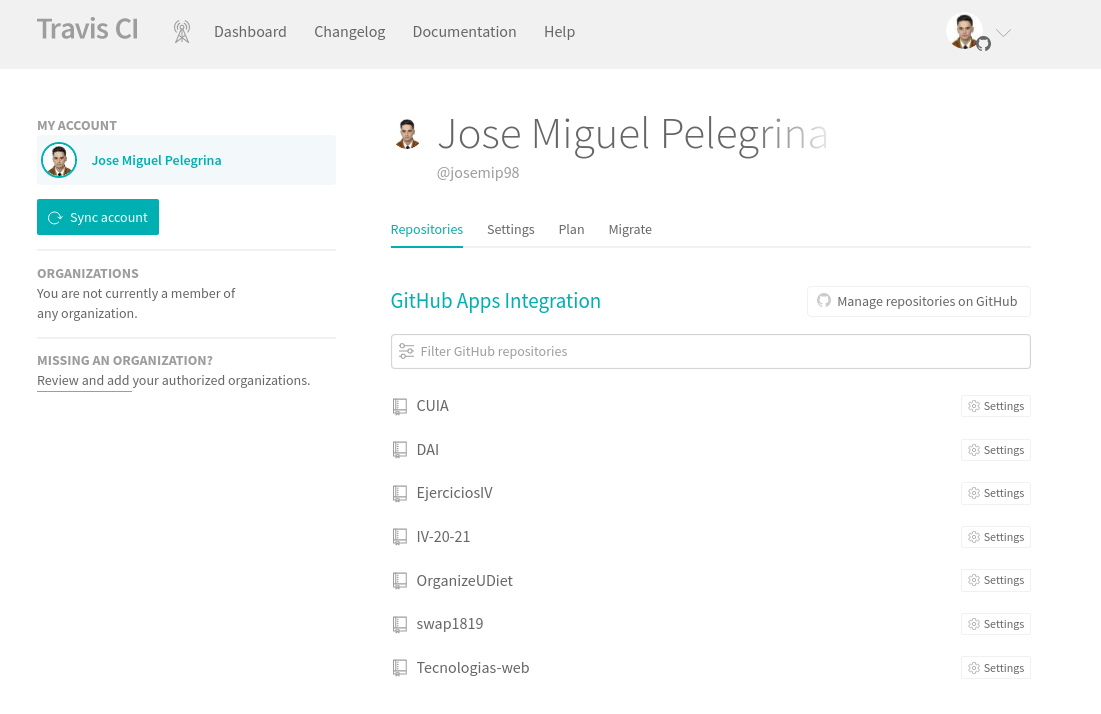 Travis CI
Dashboard Changelog Documentation Help
MY ACCOUNT
Jose Miguel Pelegrina
Sync account
ORGANIZATIONS
You are not currently a member of
any organization.
MISSING AN ORGANIZATION?
Review and add your authorized organizations.
Jose Miguel Pelegrina
@josemip98
Repositories Settings Plan Migrate
GitHub Apps Integration
Manage repositories on GitHub
Filter GitHub repositories
CUIA Settings
DAI Settings
EjerciciosIV Settings
IV-20-21 Settings
OrganizeUDiet Settings
swap1819 Settings
Tecnologias-web Settings